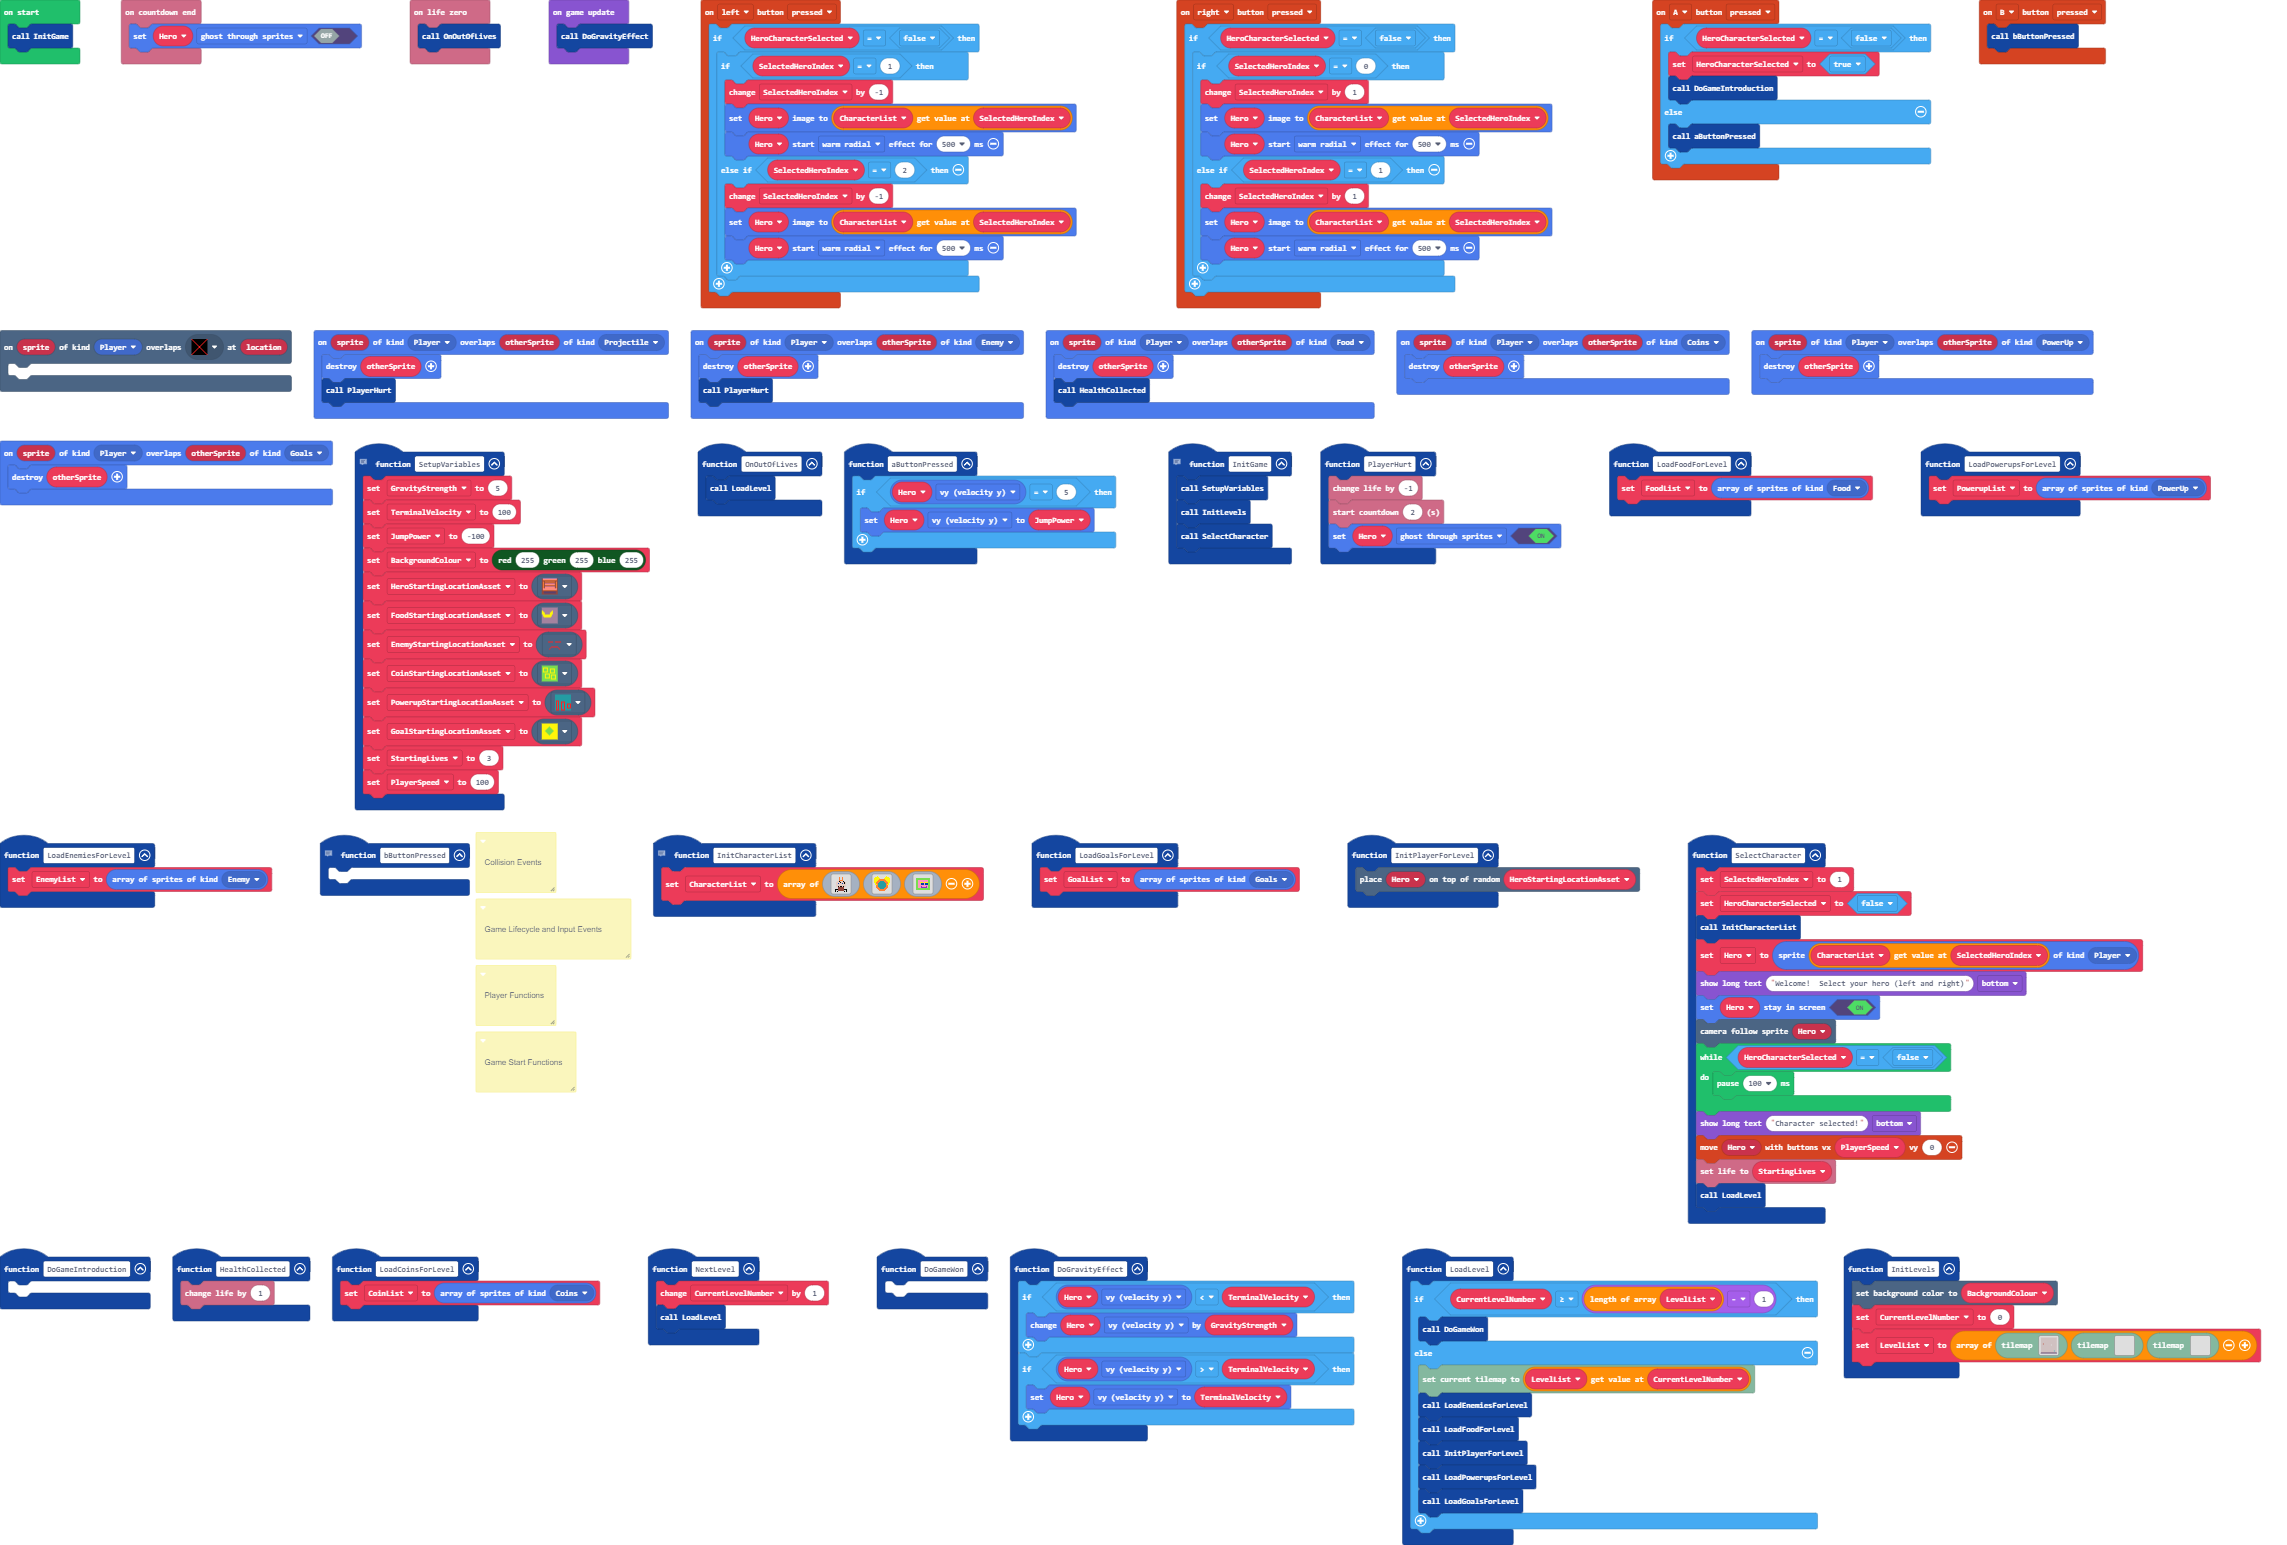 on start
call InitGame
on countdown end
set Hero ghost through sprites OFF
on life zero
call OnOutOfLives
on game update
call DoGravityEffect
on left button pressed
if HeroCharacterSelected = false then
if SelectedHeroIndex = 1 then
change SelectedHeroIndex by -1
set Hero image to CharacterList get value at SelectedHeroIndex
Hero start warm radial effect for 500 ms
else if SelectedHeroIndex = 2 then
change SelectedHeroIndex by -1
set Hero image to CharacterList get value at SelectedHeroIndex
Hero start warm radial effect for 500 ms
on right button pressed
if HeroCharacterSelected = false then
if SelectedHeroIndex = 0 then
change SelectedHeroIndex by 1
set Hero image to CharacterList get value at SelectedHeroIndex
Hero start warm radial effect for 500 ms
else if SelectedHeroIndex = 1 then
change SelectedHeroIndex by 1
set Hero image to CharacterList get value at SelectedHeroIndex
Hero start warm radial effect for 500 ms
on A button pressed
if HeroCharacterSelected = false then
set HeroCharacterSelected to true
call DoGameIntroduction
else
call aButtonPressed
on B button pressed
call bButtonPressed
on sprite of kind Player overlaps at location
on sprite of kind Player overlaps otherSprite of kind Projectile
destroy otherSprite
call PlayerHurt
on sprite of kind Player overlaps otherSprite of kind Enemy
destroy otherSprite
call PlayerHurt
on sprite of kind Player overlaps otherSprite of kind Food
destroy otherSprite
call HealthCollected
on sprite of kind Player overlaps otherSprite of kind Coins
destroy otherSprite
on sprite of kind Player overlaps otherSprite of kind PowerUp
destroy otherSprite
on sprite of kind Player overlaps otherSprite of kind Goals
destroy otherSprite
function SetupVariables
set GravityStrength to 5
set TerminalVelocity to 100
set JumpPower to -100
set BackgroundColour to red 255 green 255 blue 255
set HeroStartingLocationAsset to
set FoodStartingLocationAsset to
set EnemyStartingLocationAsset to
set CoinStartingLocationAsset to
set PowerupStartingLocationAsset to
set GoalStartingLocationAsset to
set StartingLives to 3
set PlayerSpeed to 100
function OnOutOfLives
call LoadLevel
function aButtonPressed
if Hero vy (velocity y) = 5 then
set Hero vy (velocity y) to JumpPower
function InitGame
call SetupVariables
call InitLevels
call SelectCharacter
function PlayerHurt
change life by -1
start countdown 2 (s)
set Hero ghost through sprites ON
function LoadFoodForLevel
set FoodList to array of sprites of kind Food
function LoadPowerupsForLevel
set PowerupList to array of sprites of kind PowerUp
function LoadEnemiesForLevel
set EnemyList to array of sprites of kind Enemy
function bButtonPressed
Collision Events
Game Lifecycle and Input Events
Player Functions
Game Start Functions
function InitCharacterList
set CharacterList to array of
function LoadGoalsForLevel
set GoalList to array of sprites of kind Goals
function InitPlayerForLevel
place Hero on top of random HeroStartingLocationAsset
function SelectCharacter
set SelectedHeroIndex to 1
set HeroCharacterSelected to false
call InitCharacterList
set Hero to sprite CharacterList get value at SelectedHeroIndex of kind Player
show long text "Welcome!  Select your hero (left and right)" bottom
set Hero stay in screen ON
camera follow sprite Hero
while HeroCharacterSelected = false
do pause 100 ms
show long text "Character selected!" bottom
move Hero with buttons vx PlayerSpeed vy 0
set life to StartingLives
call LoadLevel
function DoGameIntroduction
function HealthCollected
change life by 1
function LoadCoinsForLevel
set CoinList to array of sprites of kind Coins
function NextLevel
change CurrentLevelNumber by 1
call LoadLevel
function DoGameWon
function DoGravityEffect
if Hero vy (velocity y) < TerminalVelocity then
change Hero vy (velocity y) by GravityStrength
if Hero vy (velocity y) > TerminalVelocity then
set Hero vy (velocity y) to TerminalVelocity
function LoadLevel
if CurrentLevelNumber ≥ length of array LevelList - 1 then
call DoGameWon
else
set current tilemap to LevelList get value at CurrentLevelNumber
call LoadEnemiesForLevel
call LoadFoodForLevel
call InitPlayerForLevel
call LoadPowerupsForLevel
call LoadGoalsForLevel
function InitLevels
set background color to BackgroundColour
set CurrentLevelNumber to 0
set LevelList to array of tilemap tilemap tilemap